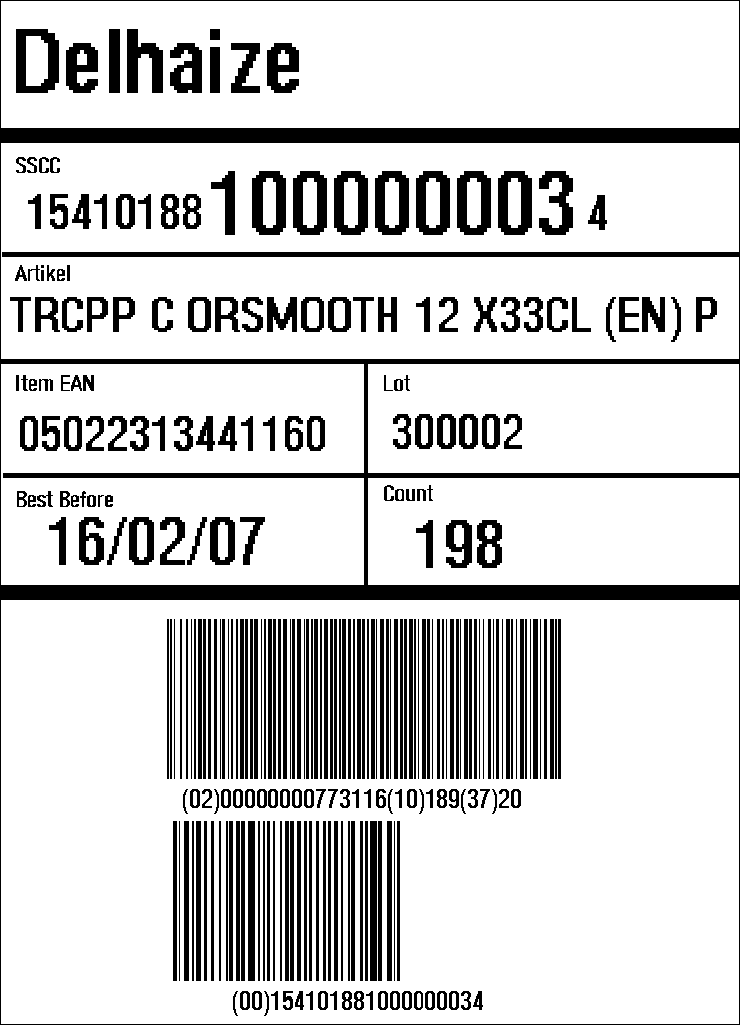 Delhaize
SSCC
15410188 100000003 4
Artikel
TRCPP C ORSMOOTH 12 X33CL (EN) P
Item EAN
05022313441160
Lot
300002
Best Before
16/02/07
Count
198
(02)00000000773116(10)189(37)20
(00)154101881000000034